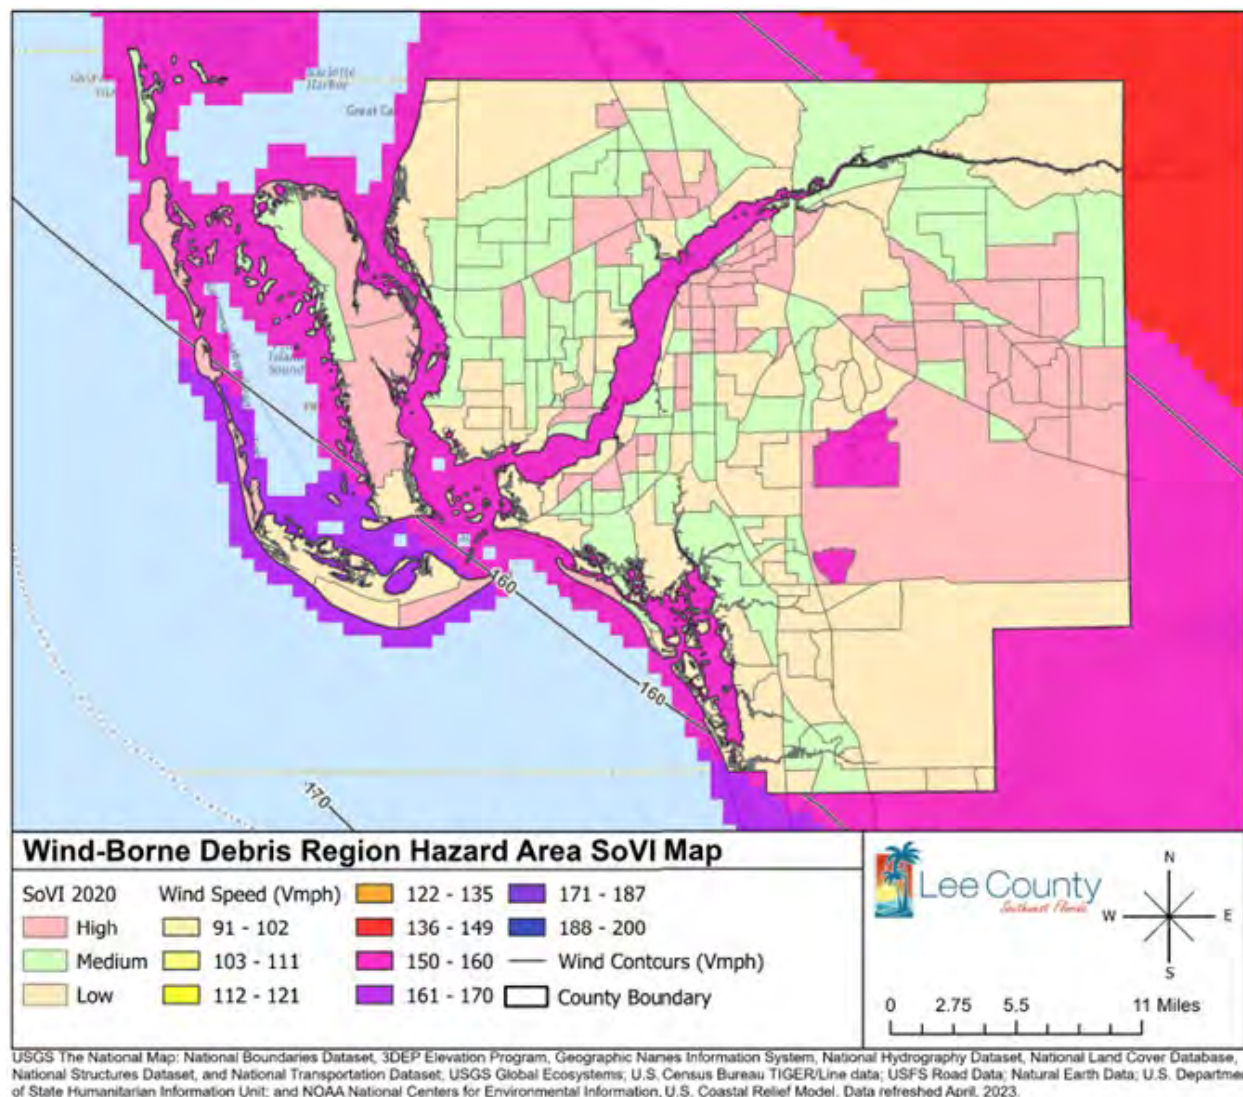 Harbor
Great Ca
Island
Sound
160
160
170
Wind-Borne Debris Region Hazard Area SoVI Map
SoVI 2020
High
Medium
Low
Wind Speed (Vmph)
91 - 102
103 - 111
112 - 121
122 - 135
136 - 149
150 - 160
161 - 170
171 - 187
188 - 200
Wind Contours (Vmph)
County Boundary
Lee County
Southwest Florida
N
W E
S
0 2.75 5.5 11 Miles
USGS The National Map: National Boundaries Dataset, 3DEP Elevation Program, Geographic Names Information System, National Hydrography Dataset, National Land Cover Database,
National Structures Dataset, and National Transportation Dataset; USGS Global Ecosystems; U.S. Census Bureau TIGER/Line data; USFS Road Data; Natural Earth Data; U.S. Departme
of State Humanitarian Information Unit; and NOAA National Centers for Environmental Information, U.S. Coastal Relief Model. Data refreshed April, 2023.